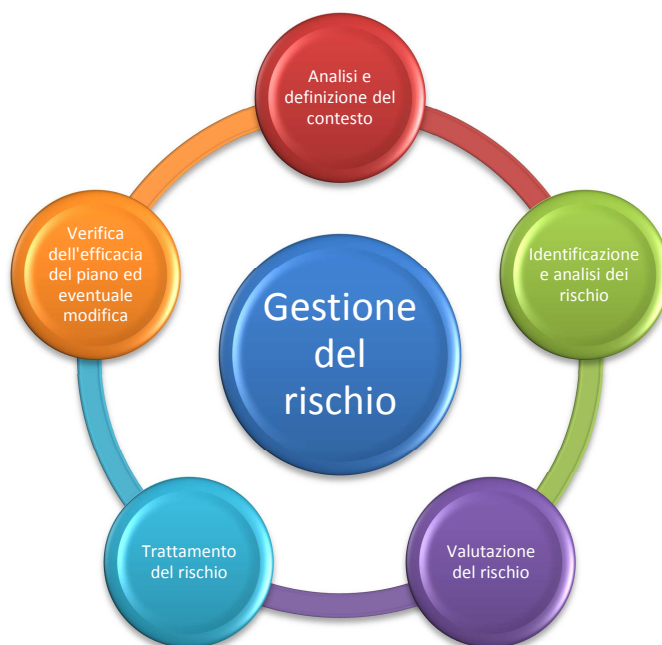 Analisi e
definizione del
contesto
Identificazione
e analisi dei
rischio
Valutazione
del rischio
Trattamento
del rischio
Verifica
dell'efficacia
del piano ed
eventuale
modifica
Gestione
del
rischio